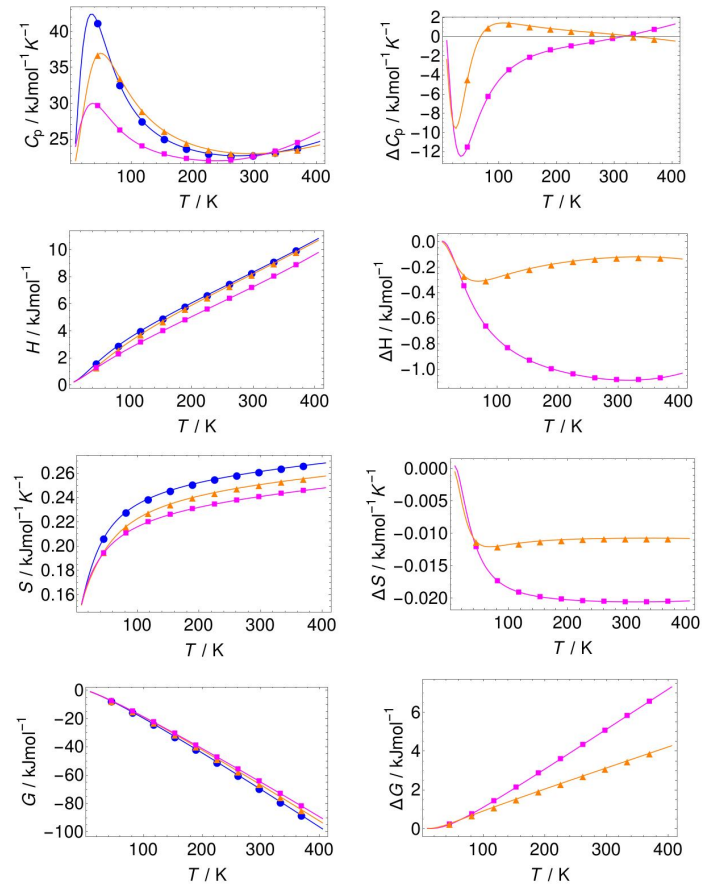 C_p / kJmol⁻¹K⁻¹
40
35
30
25
100 200 300 400
T / K
ΔC_p / kJmol⁻¹K⁻¹
2
0
−2
−4
−6
−8
−10
−12
100 200 300 400
T / K
H / kJmol⁻¹
10
8
6
4
2
0
100 200 300 400
T / K
ΔH / kJmol⁻¹
0.0
−0.2
−0.4
−0.6
−0.8
−1.0
100 200 300 400
T / K
S / kJmol⁻¹K⁻¹
0.26
0.24
0.22
0.20
0.18
0.16
100 200 300 400
T / K
ΔS / kJmol⁻¹K⁻¹
0.000
−0.005
−0.010
−0.015
−0.020
100 200 300 400
T / K
G / kJmol⁻¹
0
−20
−40
−60
−80
−100
100 200 300 400
T / K
ΔG / kJmol⁻¹
6
4
2
0
100 200 300 400
T / K